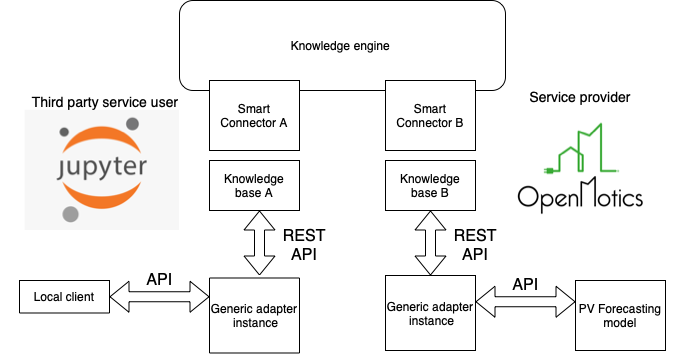 Knowledge engine
Third party service user
Smart
Connector A
Smart
Connector B
Service provider
jupyter
Knowledge
base A
Knowledge
base B
OpenMotics
REST
API
REST
API
API
API
Local client
Generic adapter
instance
Generic adapter
instance
PV Forecasting
model